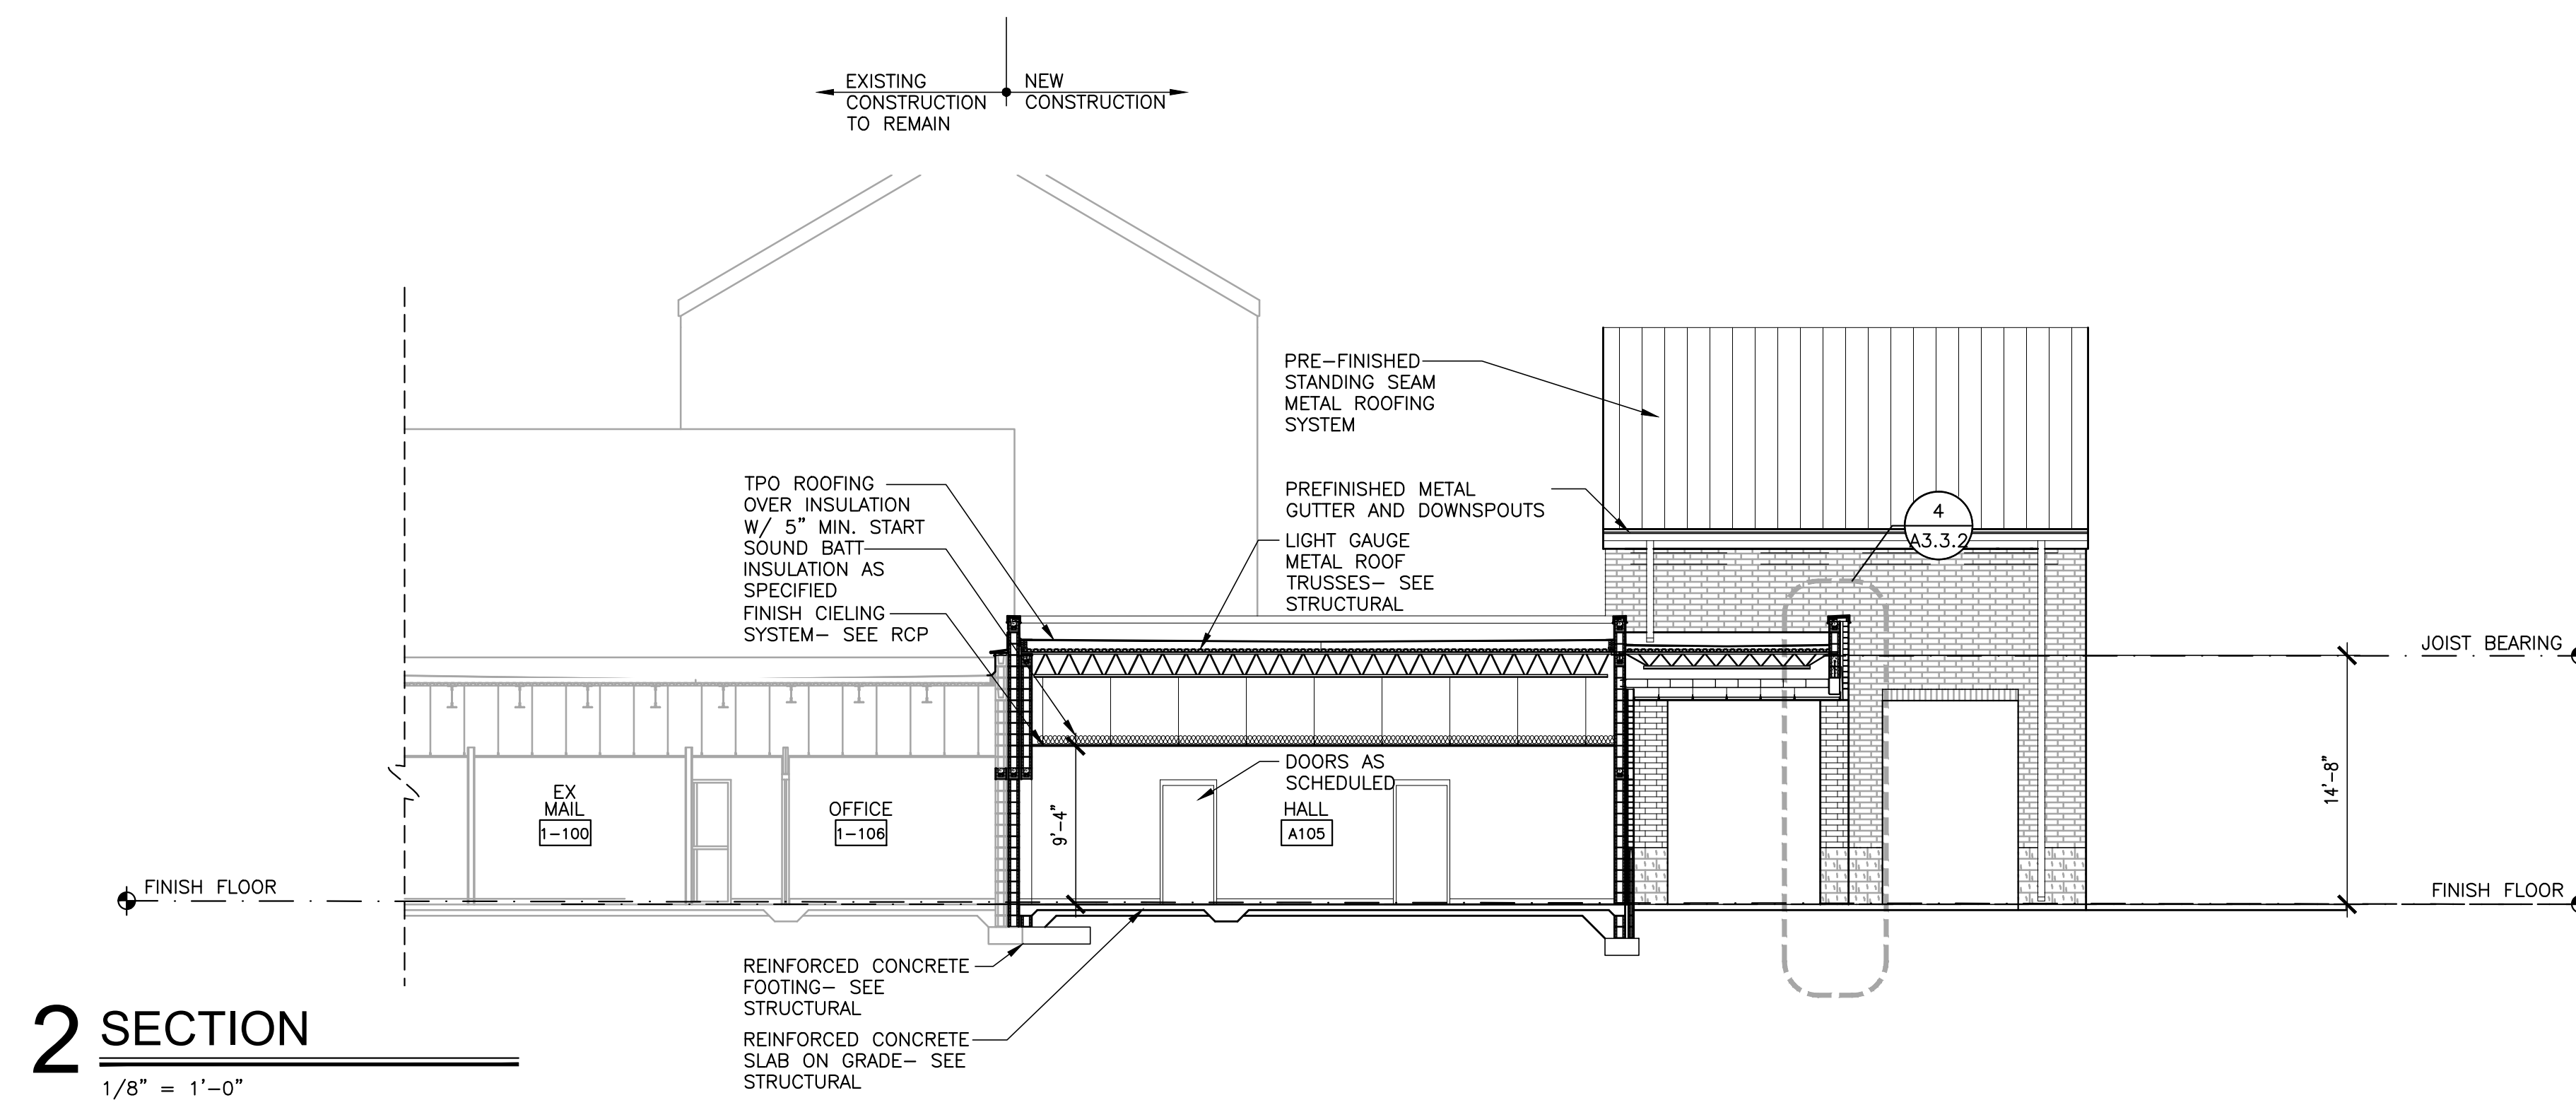 EXISTING
CONSTRUCTION
TO REMAIN
NEW
CONSTRUCTION
PRE-FINISHED
STANDING SEAM
METAL ROOFING
SYSTEM
TPO ROOFING
OVER INSULATION
W/ 5" MIN. START
SOUND BATT
INSULATION AS
SPECIFIED
FINISH CIELING
SYSTEM- SEE RCP
PREFINISHED METAL
GUTTER AND DOWNSPOUTS
LIGHT GAUGE
METAL ROOF
TRUSSES- SEE
STRUCTURAL
4
A3.3.2
JOIST BEARING
DOORS AS
SCHEDULED
EX
MAIL
1-100
OFFICE
1-106
9'-4"
HALL
A105
14'-8"
FINISH FLOOR
FINISH FLOOR
REINFORCED CONCRETE
FOOTING- SEE
STRUCTURAL
REINFORCED CONCRETE
SLAB ON GRADE- SEE
STRUCTURAL
2 SECTION
1/8" = 1'-0"